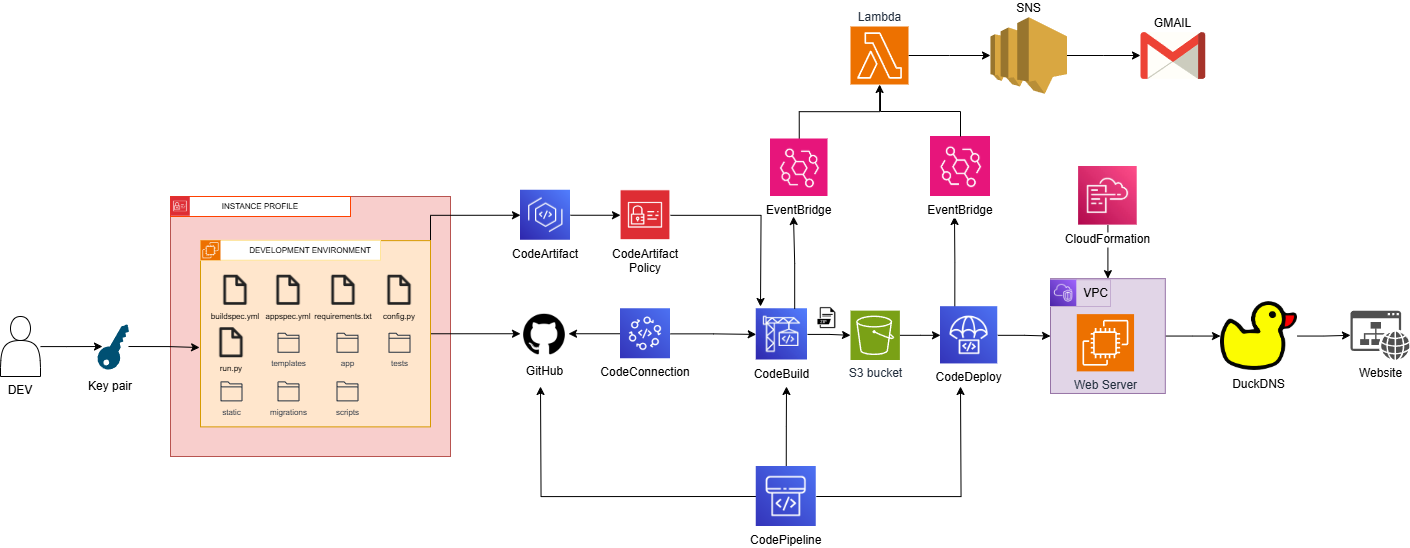 Lambda
SNS
GMAIL
EventBridge
EventBridge
INSTANCE PROFILE
DEVELOPMENT ENVIRONMENT
buildspec.yml
appspec.yml
requirements.txt
config.py
run.py
templates
app
tests
static
migrations
scripts
CodeArtifact
CodeArtifact
Policy
CloudFormation
VPC
Web Server
DEV
Key pair
GitHub
CodeConnection
CodeBuild
S3 bucket
CodeDeploy
DuckDNS
Website
CodePipeline